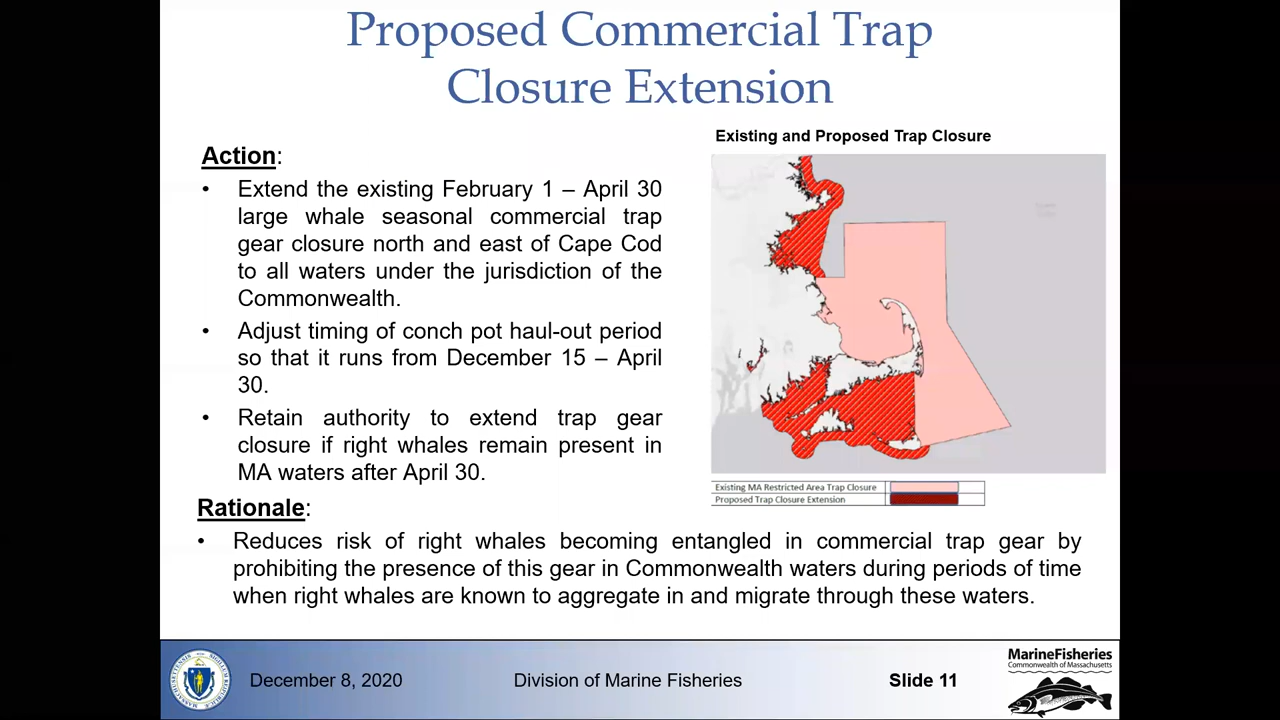 Proposed Commercial Trap
Closure Extension
Action:
• Extend the existing February 1 – April 30
large whale seasonal commercial trap
gear closure north and east of Cape Cod
to all waters under the jurisdiction of the
Commonwealth.
• Adjust timing of conch pot haul-out period
so that it runs from December 15 – April
30.
• Retain authority to extend trap gear
closure if right whales remain present in
MA waters after April 30.
Existing and Proposed Trap Closure
Existing MA Restricted Area Trap Closure
Proposed Trap Closure Extension
Rationale:
• Reduces risk of right whales becoming entangled in commercial trap gear by
prohibiting the presence of this gear in Commonwealth waters during periods of time
when right whales are known to aggregate in and migrate through these waters.
December 8, 2020
Division of Marine Fisheries
Slide 11
MarineFisheries
Commonwealth of Massachusetts